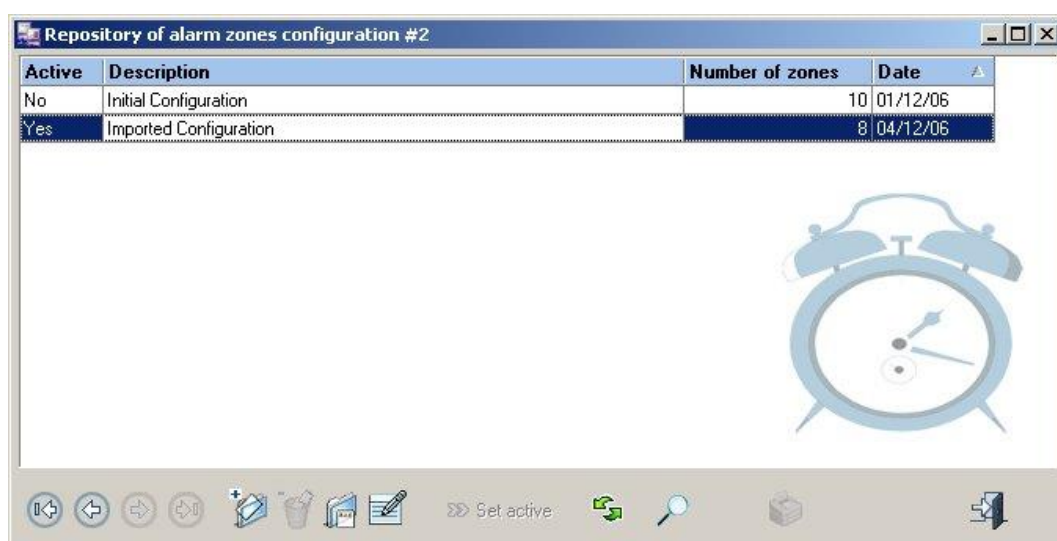 Repository of alarm zones configuration #2
Active Description Number of zones Date
No Initial Configuration 10 01/12/06
Yes Imported Configuration 8 04/12/06
Set active